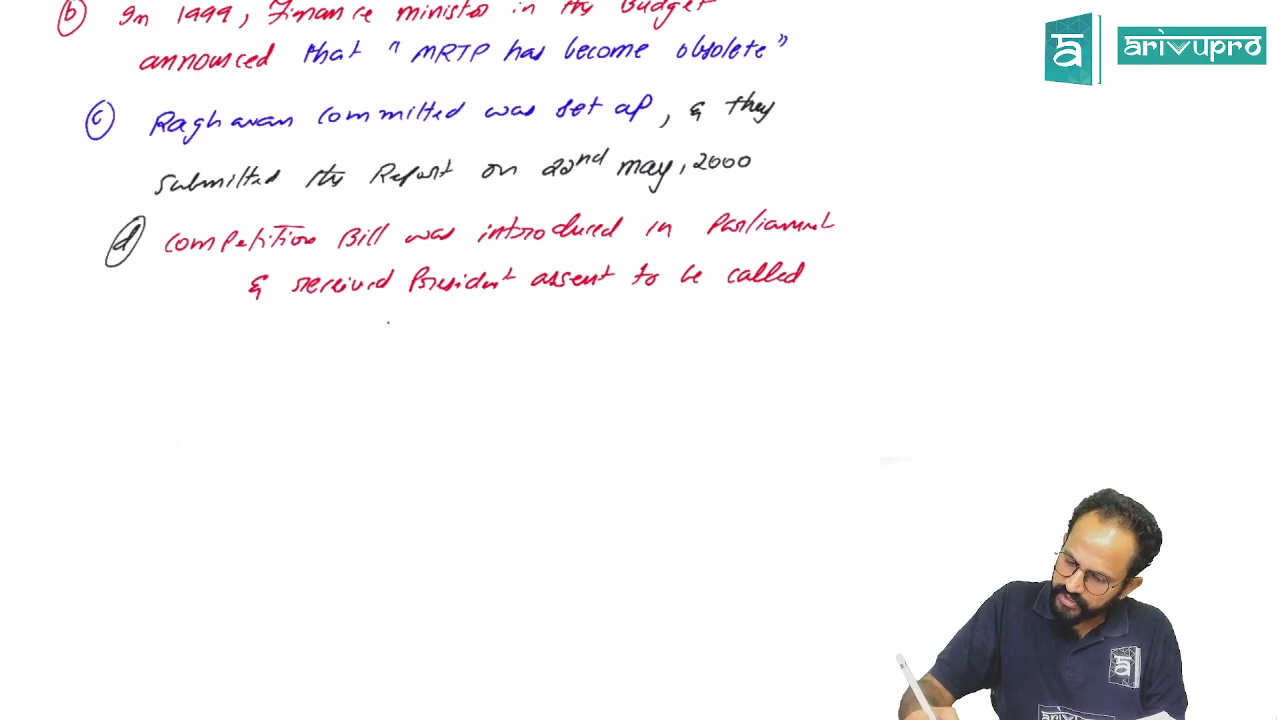 (b) In 1999, Finance minister in the Budget
announced that "MRTP has become obsolete"
(c) Raghavan Committed was set up, & they
submitted the Report on 22nd may, 2000
(d) Competition Bill was introduced in Parliament
& received President assent to be called
arivupro
arivupro